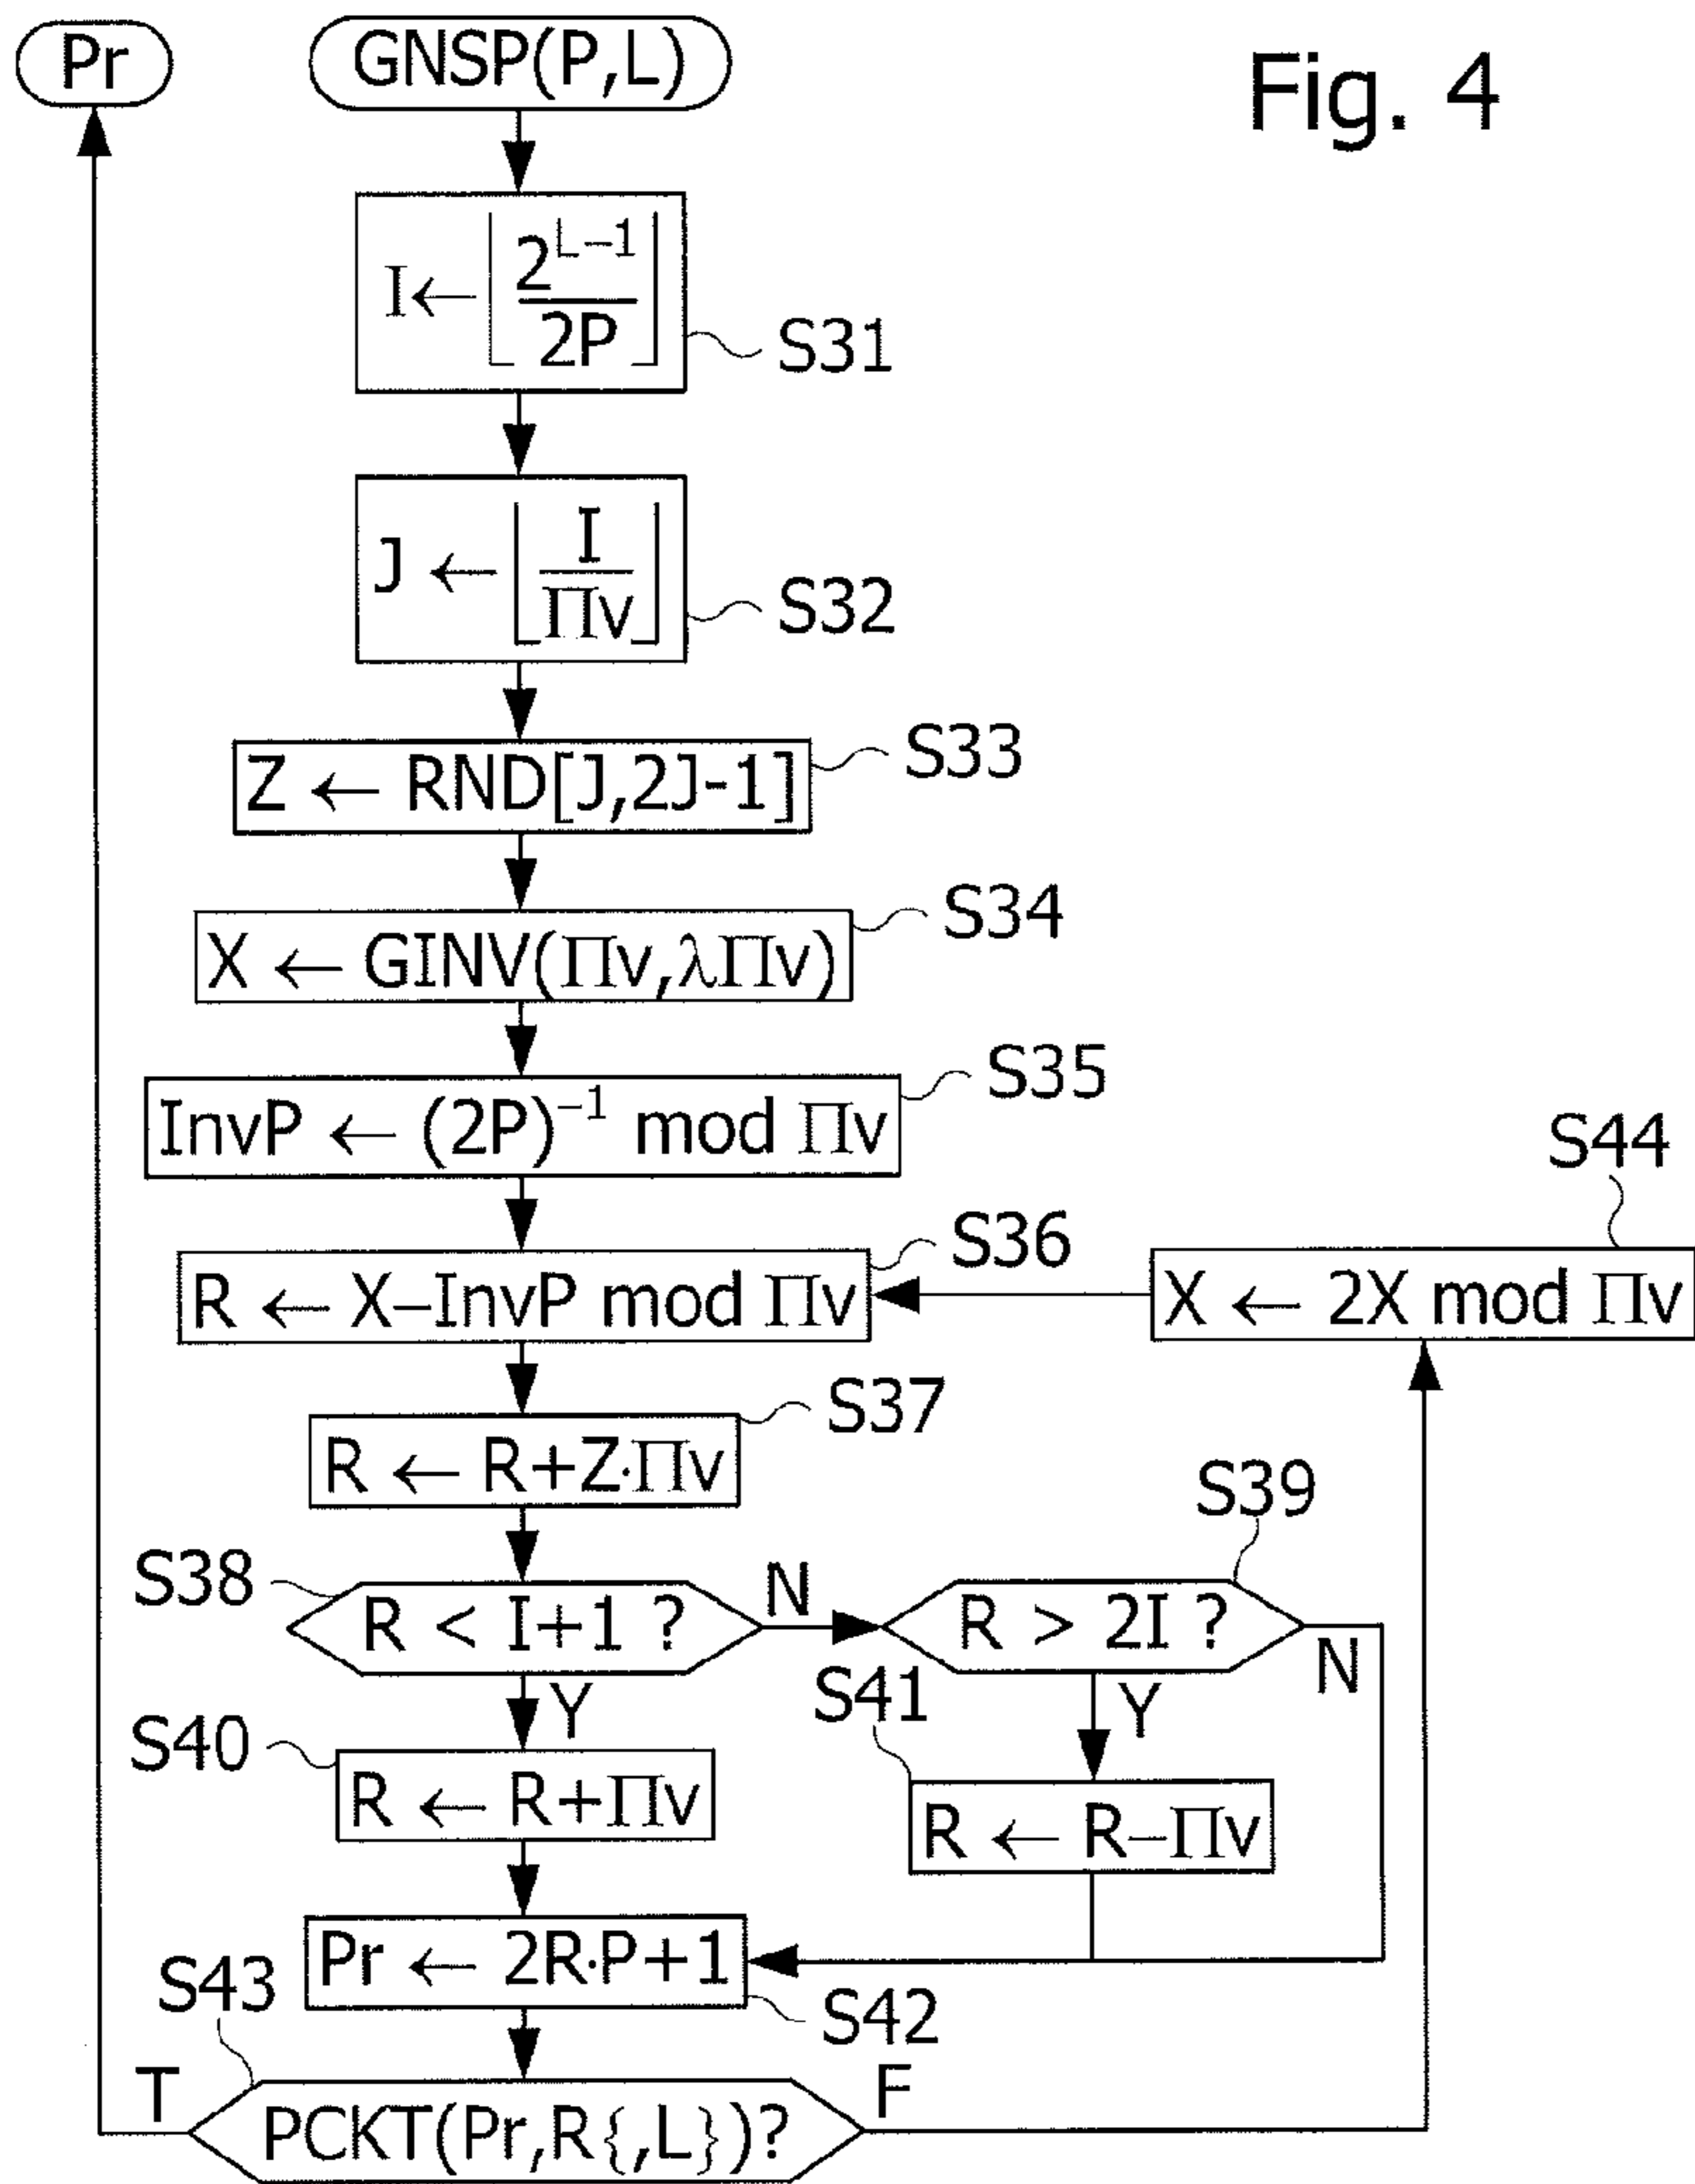 Pr
GNSP(P,L)
Fig. 4
I←⌊2^{L-1}/2P⌋
S31
J ← ⌊I/Πv⌋
S32
Z ← RND[J,2J-1]
S33
X ← GINV(Πv,λΠv)
S34
InvP ← (2P)^{-1} mod Πv
S35
R ← X-InvP mod Πv
S36
X ← 2X mod Πv
S44
R ← R+Z·Πv
S37
R < I+1 ?
S38
N
Y
R > 2I ?
S39
N
Y
R ← R+Πv
S40
R ← R-Πv
S41
Pr ← 2R·P+1
S42
PCKT(Pr,R{,L})?
S43
T
F